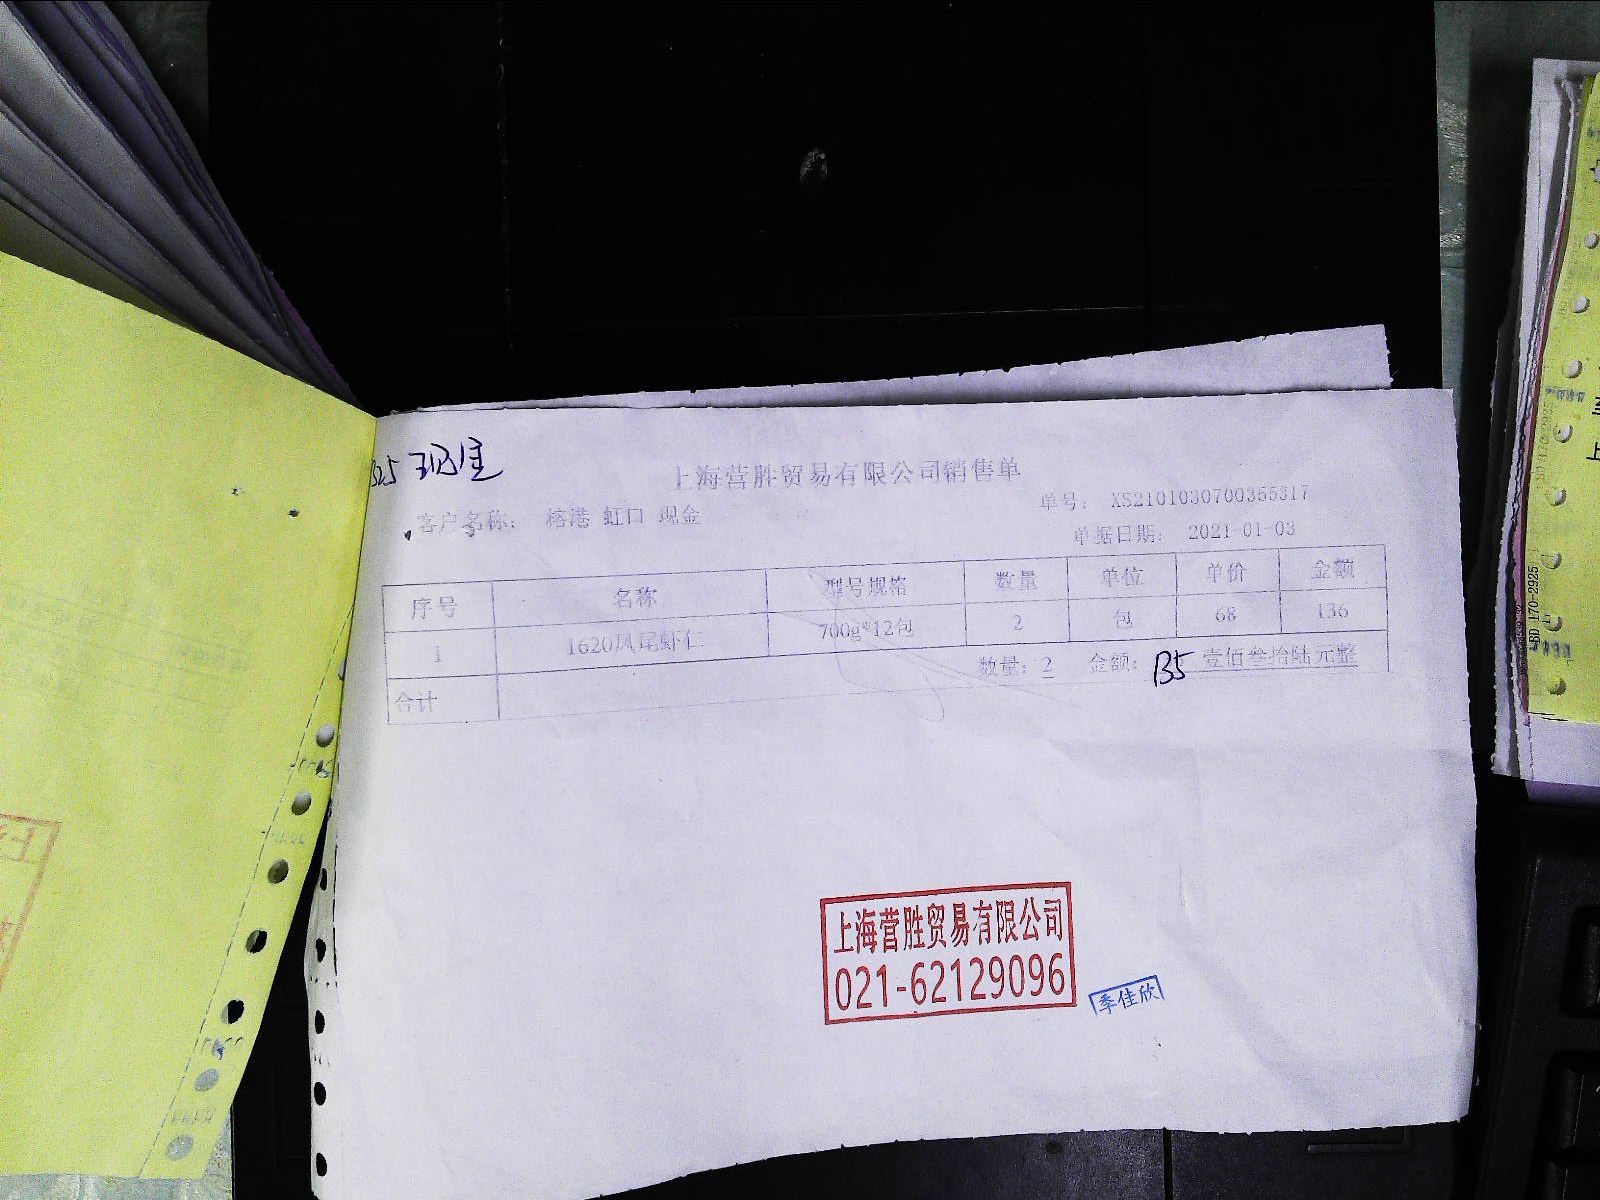 上海营胜贸易有限公司销售单
单号： XS2101030700355317
客户名称： 榕港 虹口 现金
单据日期： 2021-01-03
序号 名称 型号规格 数量 单位 单价 金额
1 1620凤尾虾仁 700g*12包 2 包 68 136
合计 数量：2 金额： 壹佰叁拾陆元整
上海营胜贸易有限公司
021-62129096
季佳欣
BD 170-2925